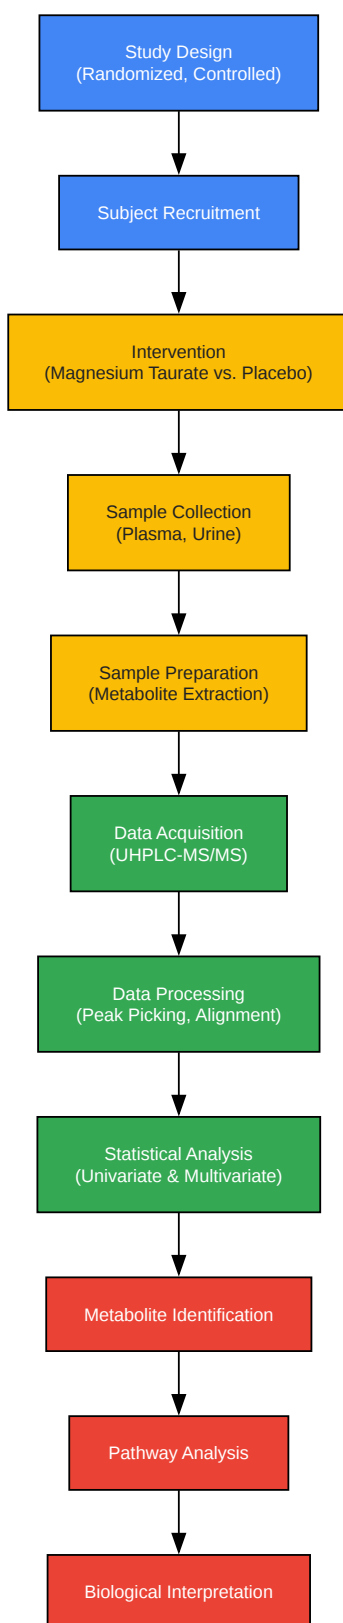 Study Design
(Randomized, Controlled)
Subject Recruitment
Intervention
(Magnesium Taurate vs. Placebo)
Sample Collection
(Plasma, Urine)
Sample Preparation
(Metabolite Extraction)
Data Acquisition
(UHPLC-MS/MS)
Data Processing
(Peak Picking, Alignment)
Statistical Analysis
(Univariate & Multivariate)
Metabolite Identification
Pathway Analysis
Biological Interpretation